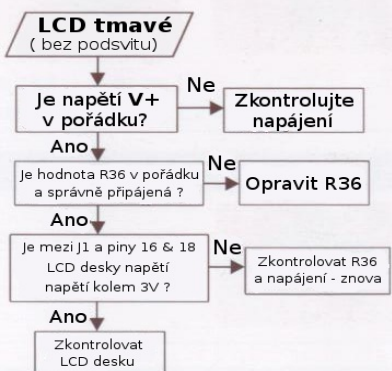 LCD tmavé
( bez podsvitu)
Je napětí V+
v pořádku?
Ne
Zkontrolujte
napájení
Ano
Je hodnota R36 v pořádku
a správně připájená ?
Ne
Opravit R36
Ano
Je mezi J1 a piny 16 & 18
LCD desky napětí
napětí kolem 3V ?
Ne
Zkontrolovat R36
a napájení - znova
Ano
Zkontrolovat
LCD desku